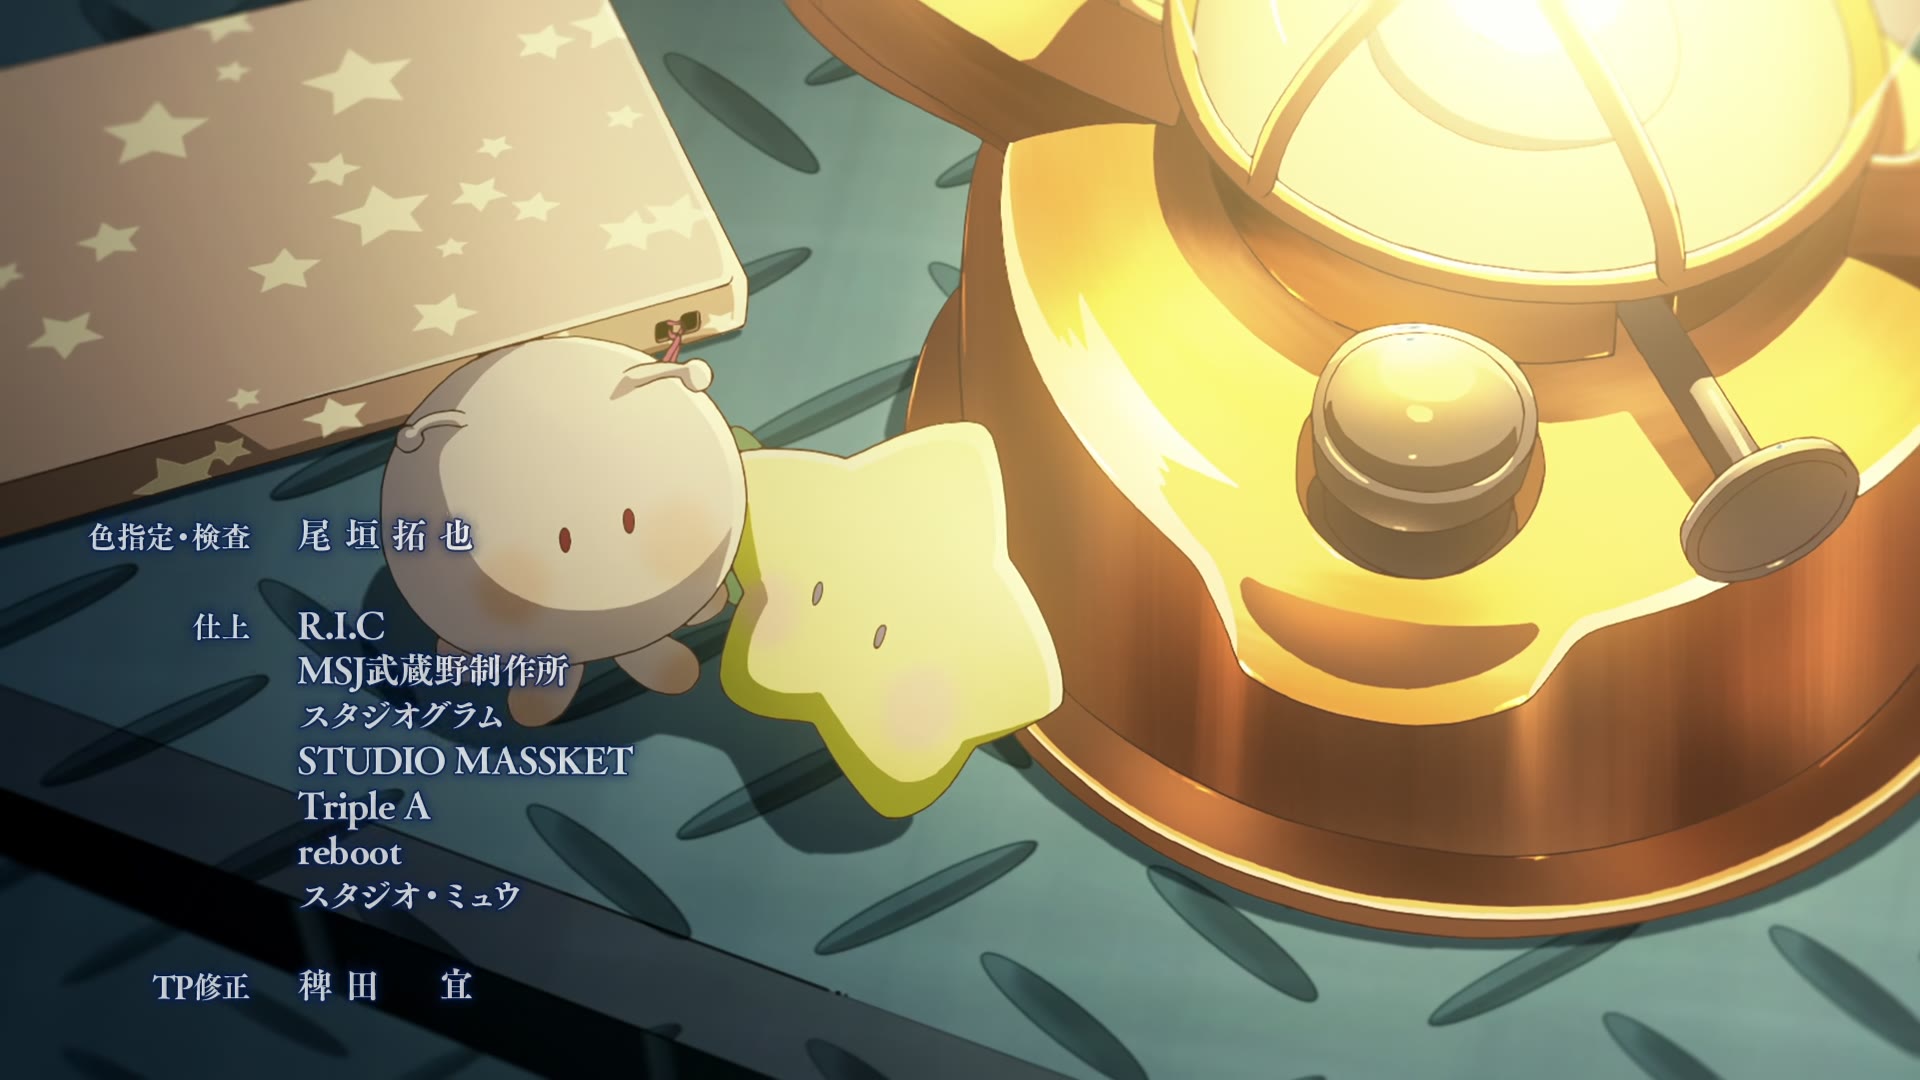 色指定・検査 尾垣拓也
仕上 R.I.C
MSJ武蔵野制作所
スタジオグラム
STUDIO MASSKET
Triple A
reboot
スタジオ・ミュウ
TP修正 稗田 宜